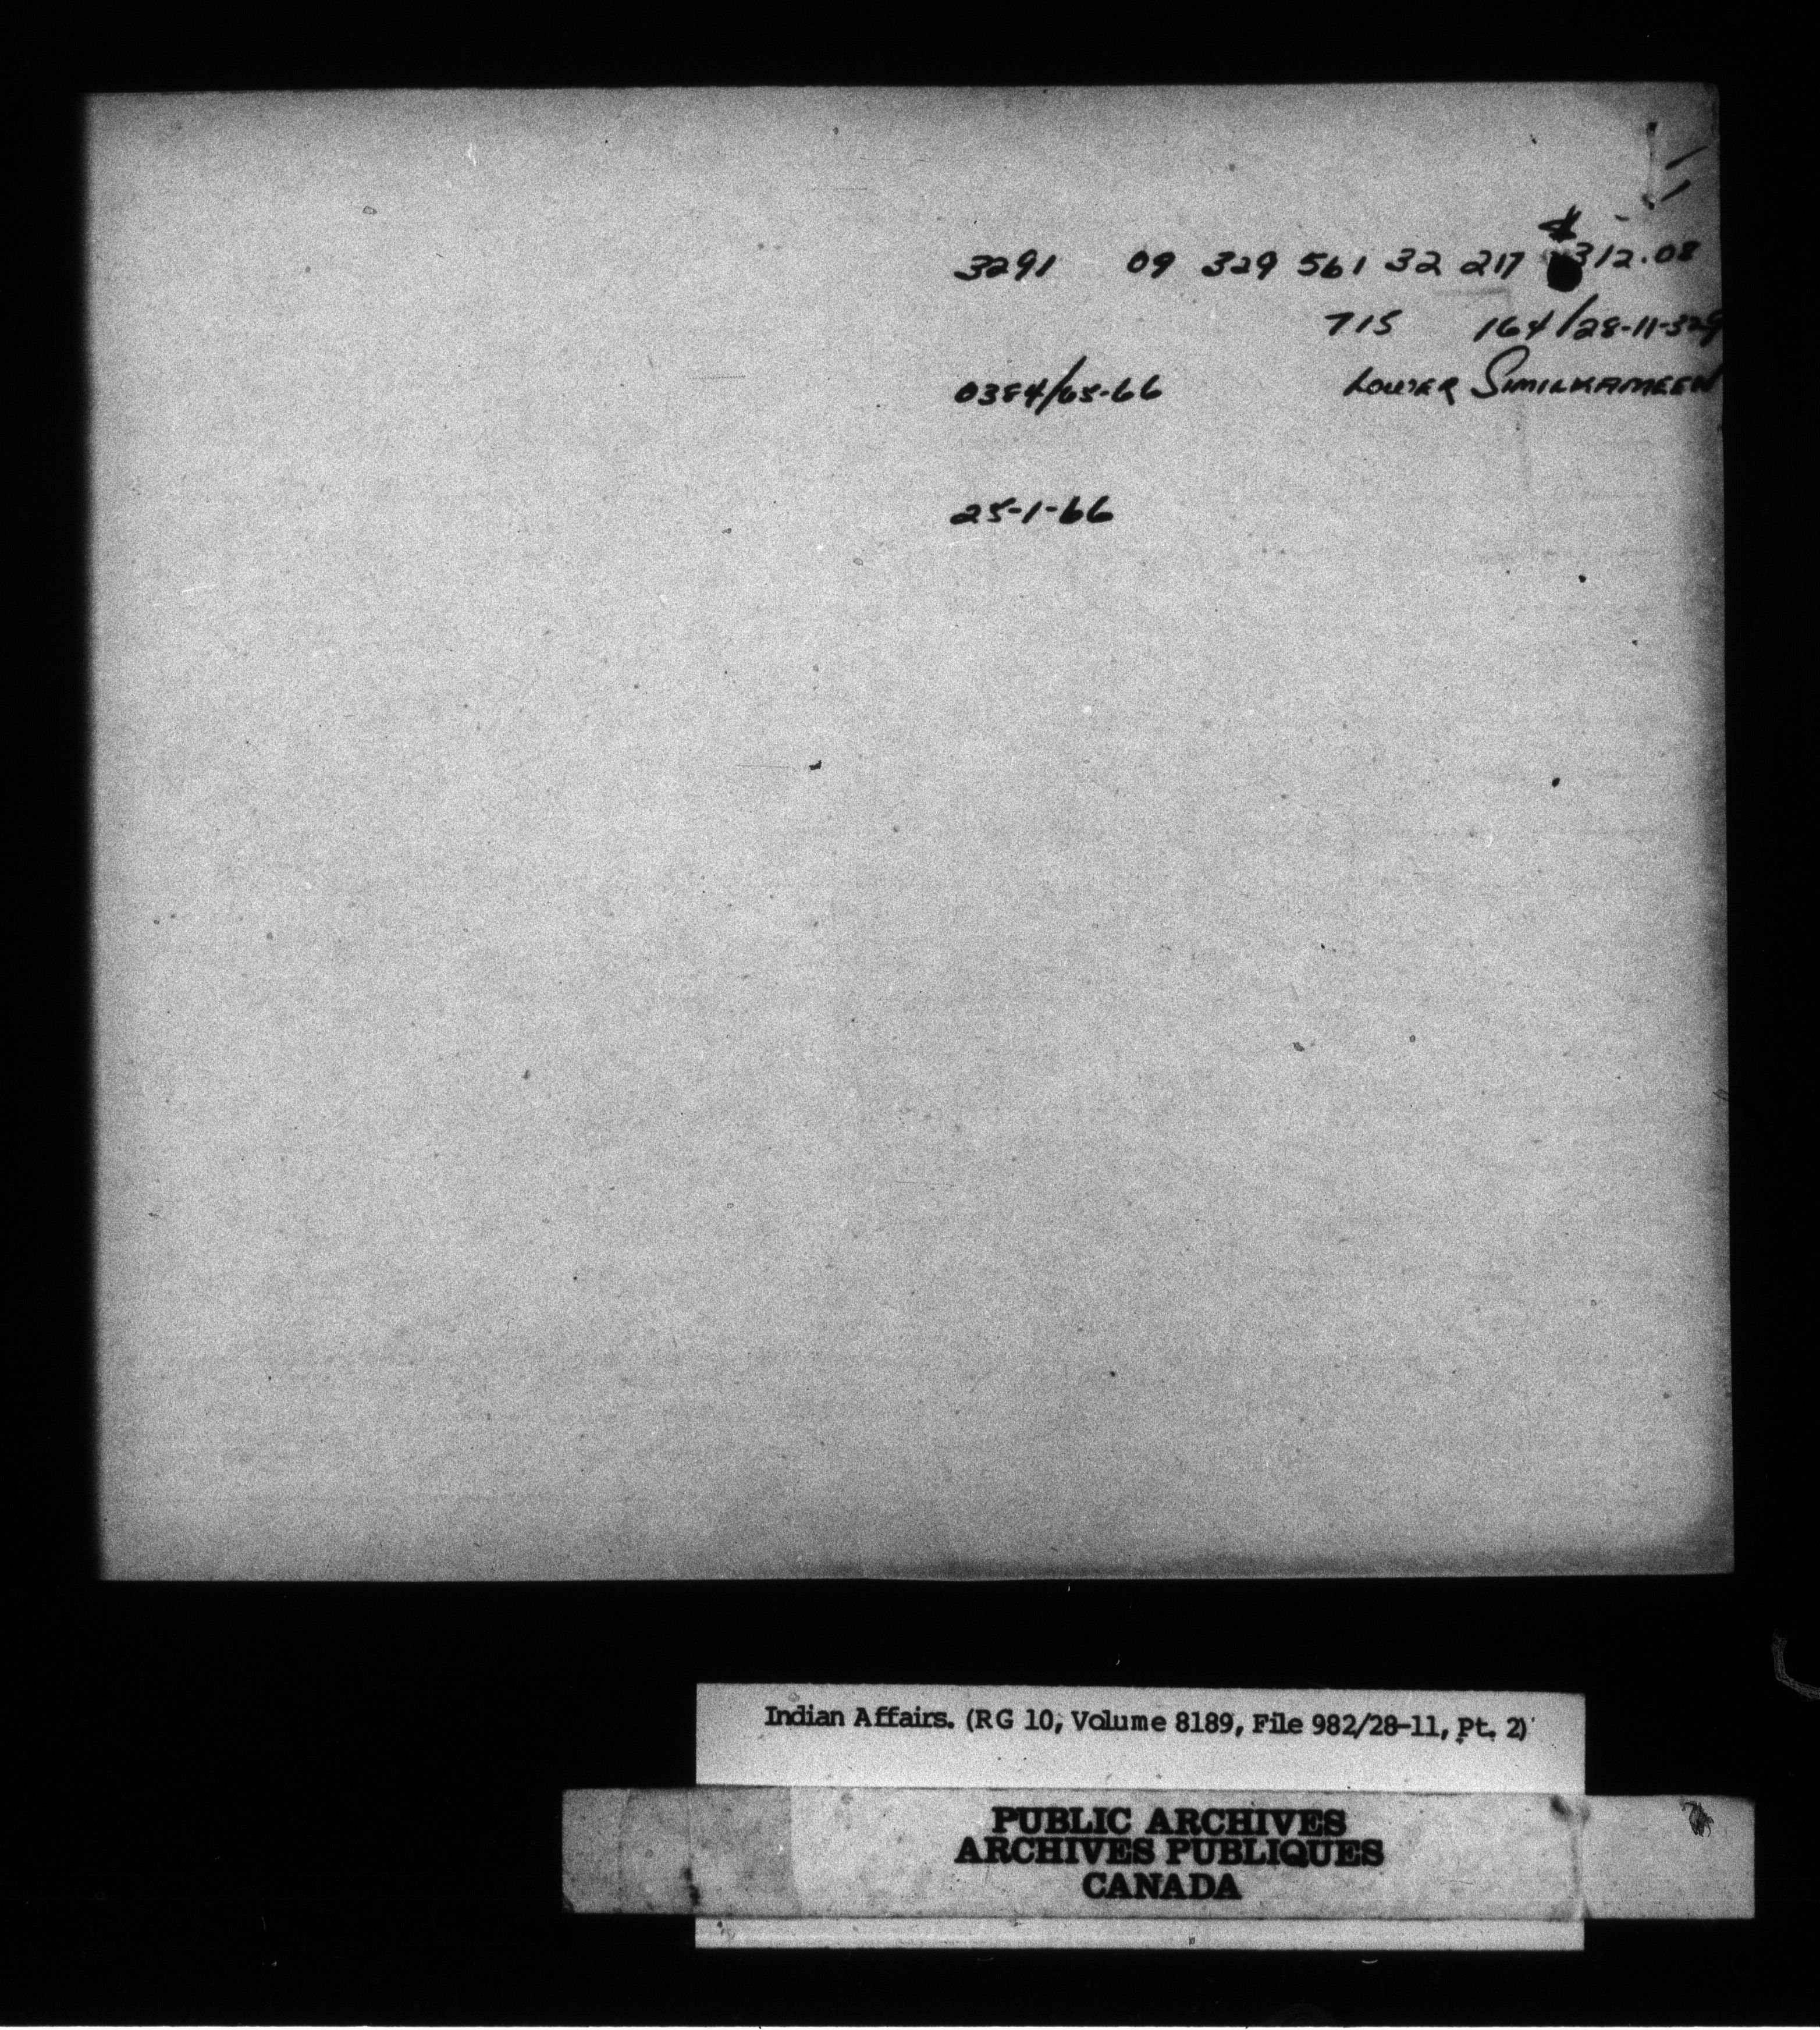 3291 09 329 561 32 217 312.08
715 164/28-11-329
0384/65-66 LOWER SIMILKAMEEN
25-1-66
Indian Affairs. (RG 10, Volume 8189, File 982/28-11, Pt. 2)
PUBLIC ARCHIVES
ARCHIVES PUBLIQUES
CANADA